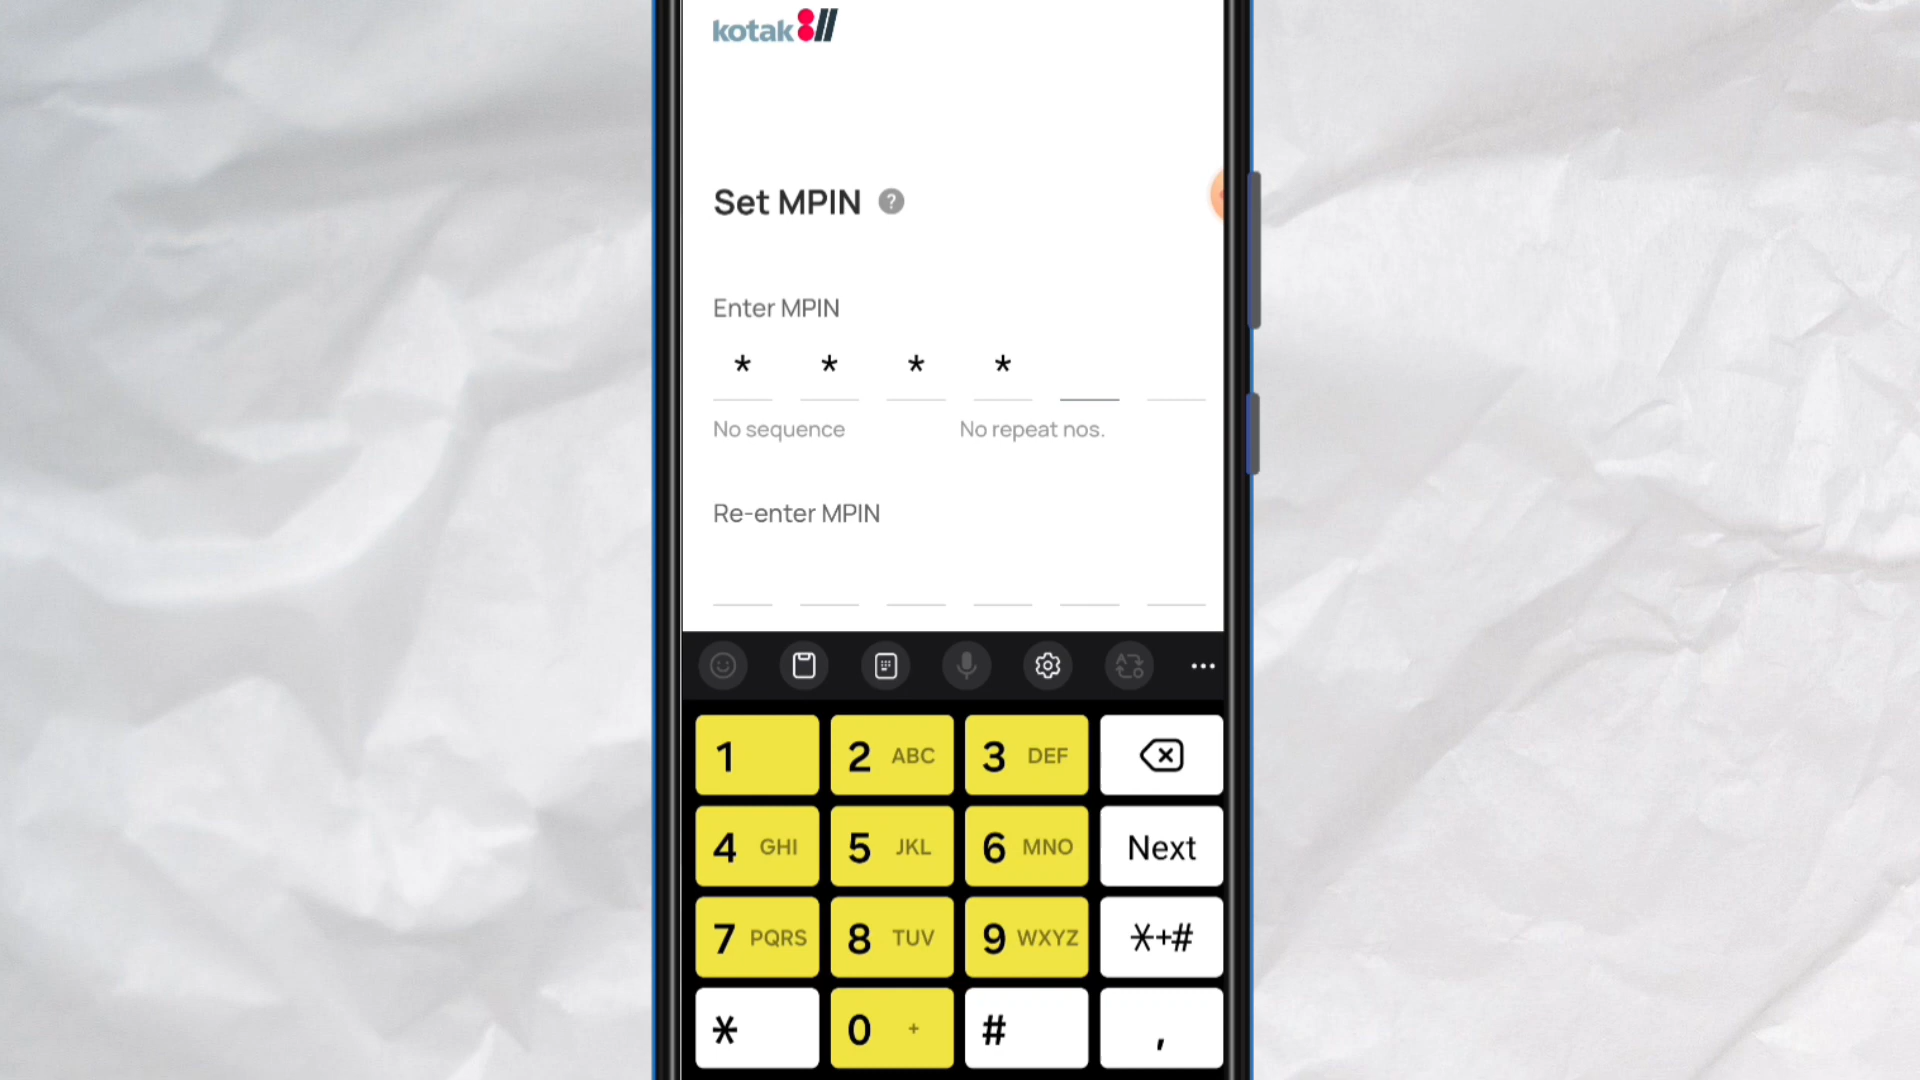 kotak 811
Set MPIN ?
Enter MPIN
* * * *
No sequence No repeat nos.
Re-enter MPIN
1 2 ABC 3 DEF
4 GHI 5 JKL 6 MNO Next
7 PQRS 8 TUV 9 WXYZ *+#
* 0 + # ,